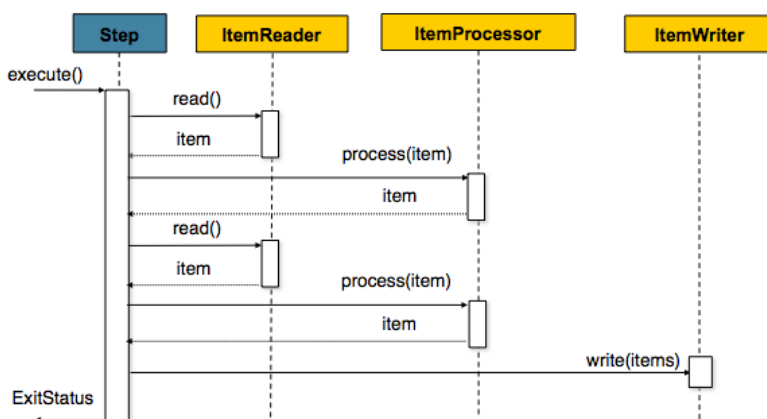 Step
ItemReader
ItemProcessor
ItemWriter
execute()
read()
item
process(item)
item
read()
item
process(item)
item
write(items)
ExitStatus